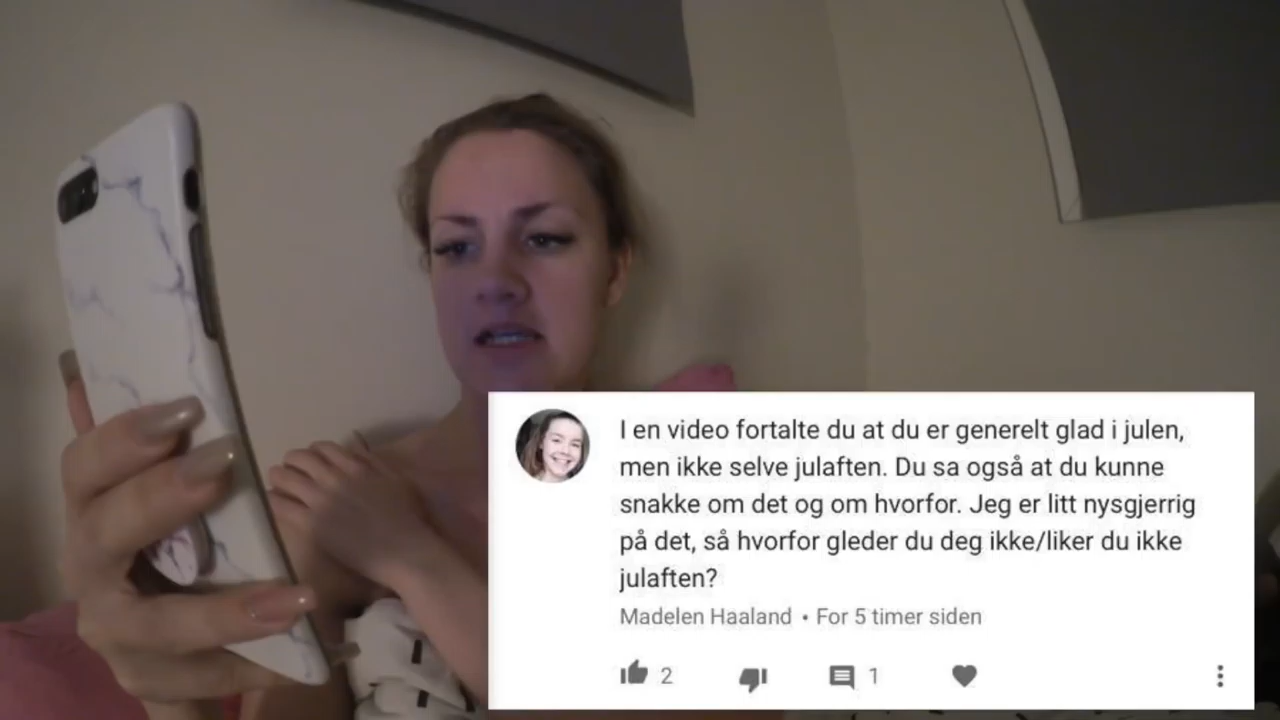 I en video fortalte du at du er generelt glad i julen,
men ikke selve julaften. Du sa også at du kunne
snakke om det og om hvorfor. Jeg er litt nysgjerrig
på det, så hvorfor gleder du deg ikke/liker du ikke
julaften?
Madelen Haaland • For 5 timer siden
2 1